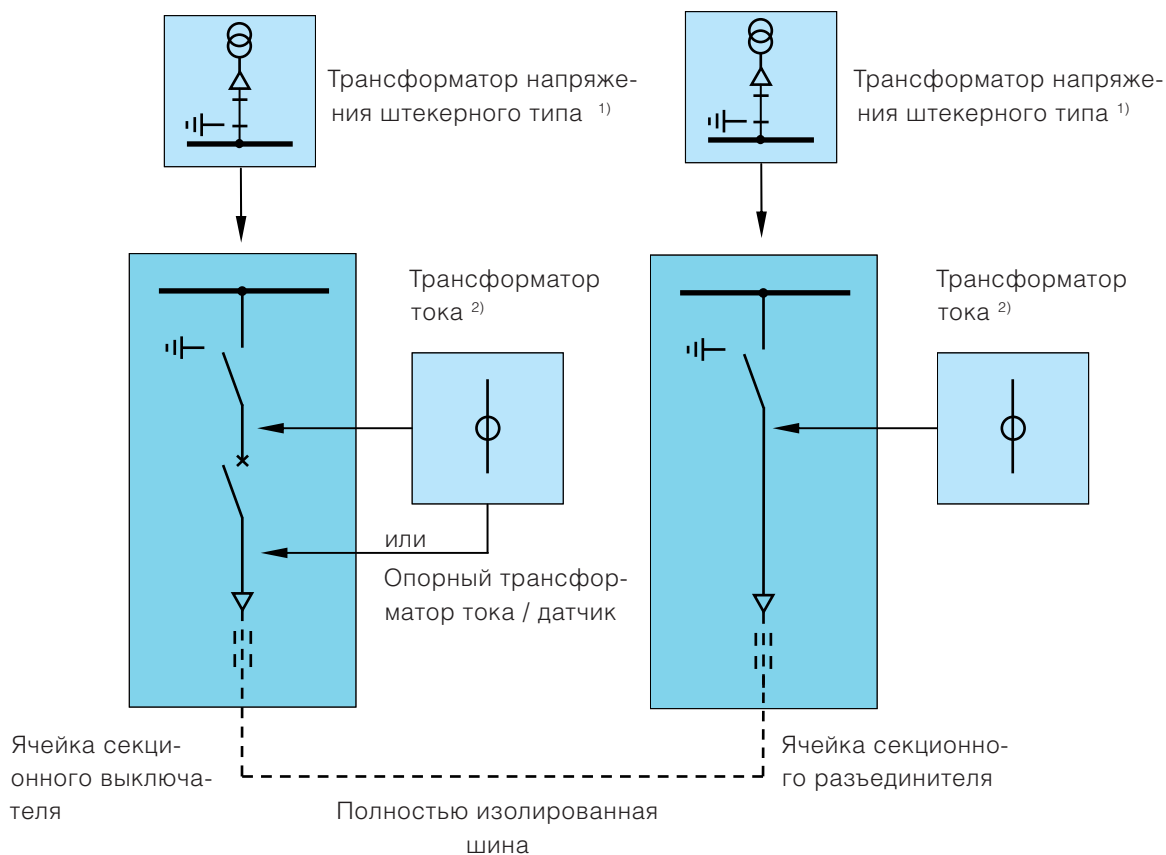 Трансформатор напряже-
ния штекерного типа 1)
Трансформатор напряже-
ния штекерного типа 1)
Трансформатор
тока 2)
Трансформатор
тока 2)
или
Опорный трансфор-
матор тока / датчик
Ячейка секци-
онного выключа-
теля
Ячейка секционно-
го разъединителя
Полностью изолированная
шина